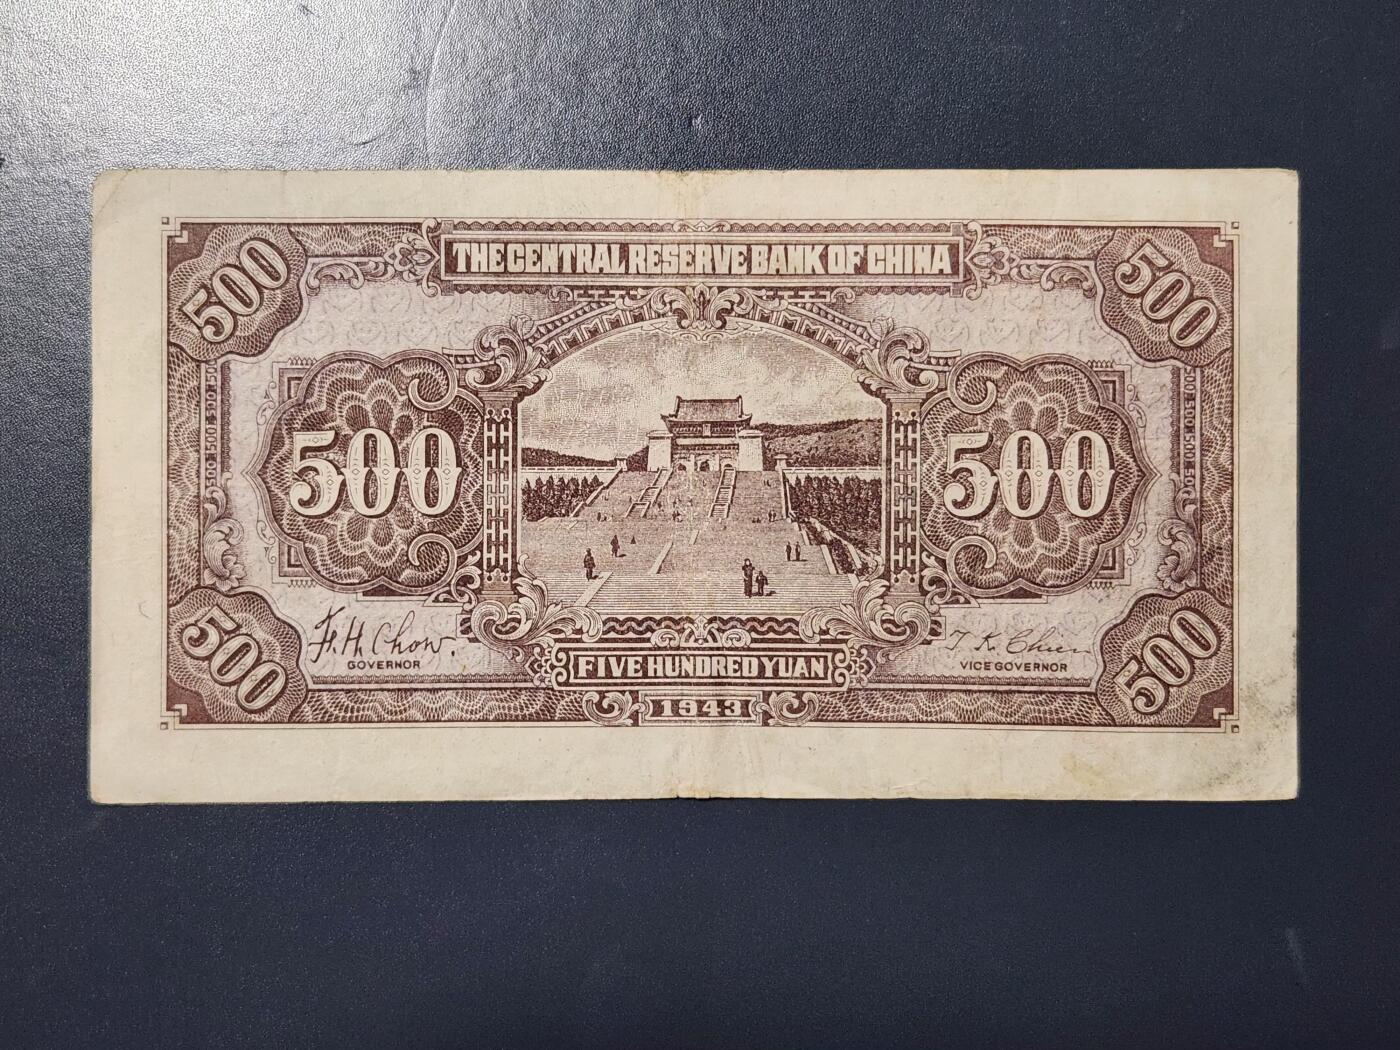 THE CENTRAL RESERVE BANK OF CHINA
500 500
500 500
500 500
F. H. Chow.
GOVERNOR
T. K. Chien
VICE GOVERNOR
FIVE HUNDRED YUAN
1943